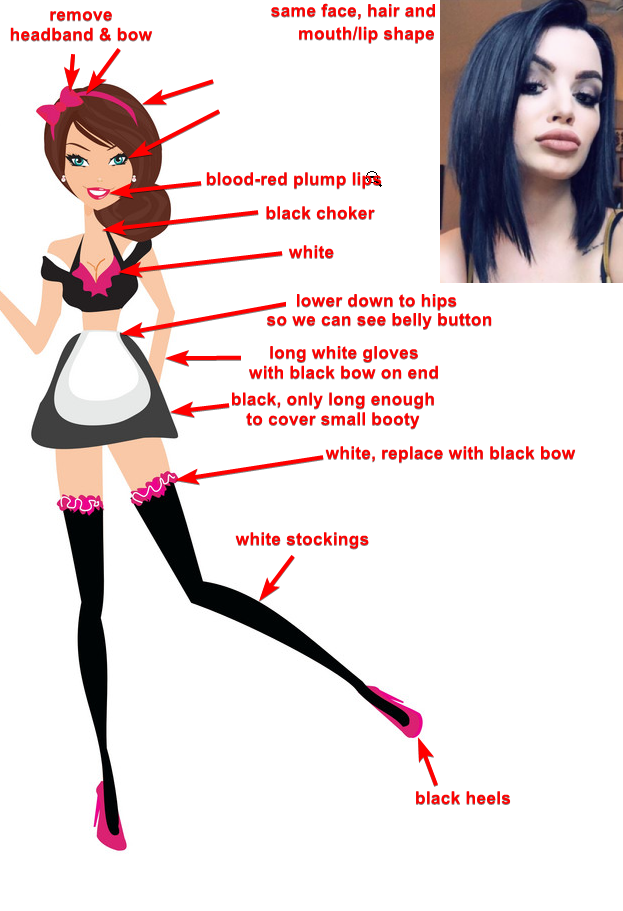 remove
headband & bow
same face, hair and
mouth/lip shape
blood-red plump lips
black choker
white
lower down to hips
so we can see belly button
long white gloves
with black bow on end
black, only long enough
to cover small booty
white, replace with black bow
white stockings
black heels